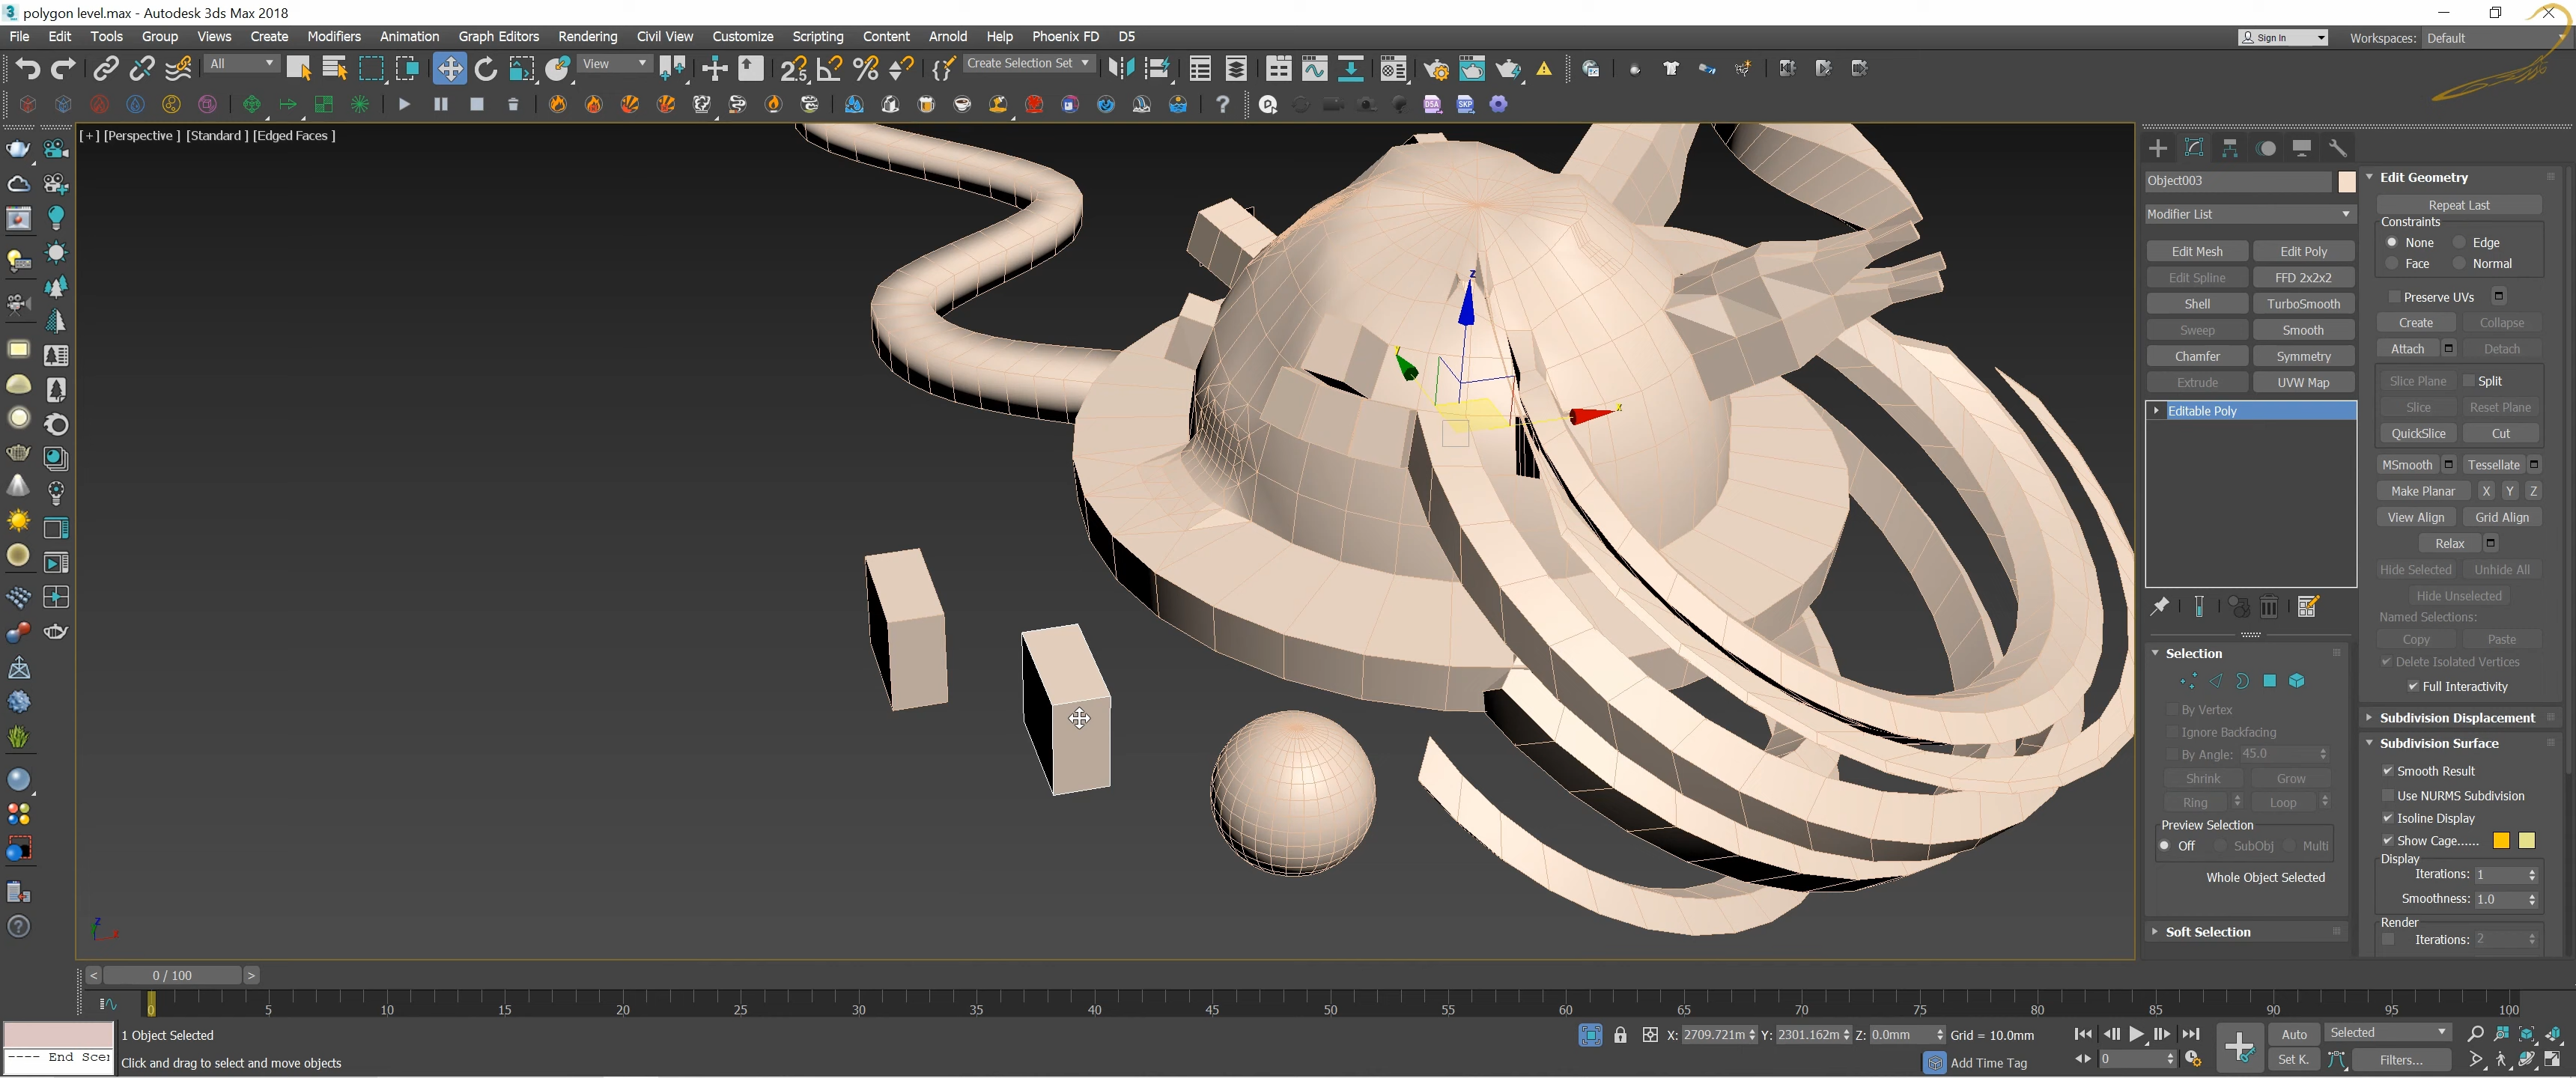 polygon level.max - Autodesk 3ds Max 2018
File Edit Tools Group Views Create Modifiers Animation Graph Editors Rendering Civil View Customize Scripting Content Arnold Help Phoenix FD D5
Sign In
Workspaces: Default
All View Create Selection Set
[+] [Perspective ] [Standard ] [Edged Faces ]
Object003
Modifier List
Edit Mesh Edit Poly
Edit Spline FFD 2x2x2
Shell TurboSmooth
Sweep Smooth
Chamfer Symmetry
Extrude UVW Map
Editable Poly
Selection
By Vertex
Ignore Backfacing
By Angle: 45.0
Shrink Grow
Ring Loop
Preview Selection
Off SubObj Multi
Whole Object Selected
Soft Selection
Edit Geometry
Repeat Last
Constraints
None Edge
Face Normal
Preserve UVs
Create Collapse
Attach Detach
Slice Plane Split
Slice Reset Plane
QuickSlice Cut
MSmooth Tessellate
Make Planar X Y Z
View Align Grid Align
Relax
Hide Selected Unhide All
Hide Unselected
Named Selections:
Copy Paste
Delete Isolated Vertices
Full Interactivity
Subdivision Displacement
Subdivision Surface
Smooth Result
Use NURMS Subdivision
Isoline Display
Show Cage......
Display
Iterations: 1
Smoothness: 1.0
Render
Iterations: 2
z
y
x
z
< 0 / 100 >
0 5 10 15 20 25 30 35 40 45 50 55 60 65 70 75 80 85 90 95 100
1 Object Selected
---- End Scer
Click and drag to select and move objects
X: 2709.721m Y: 2301.162m Z: 0.0mm Grid = 10.0mm
Add Time Tag
0
Auto Selected
Set K. Filters...